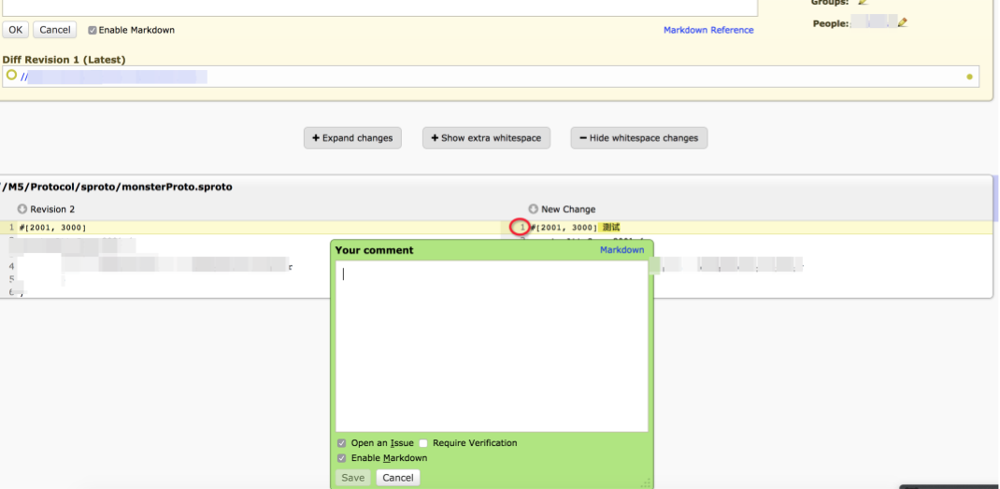 Groups:
OK Cancel Enable Markdown Markdown Reference
People:
Diff Revision 1 (Latest)
//
+ Expand changes + Show extra whitespace − Hide whitespace changes
/M5/Protocol/sproto/monsterProto.sproto
Revision 2 New Change
1 #[2001, 3000] 1 #[2001, 3000] 测试
Your comment Markdown
4
5
6
Open an Issue Require Verification
Enable Markdown
Save Cancel